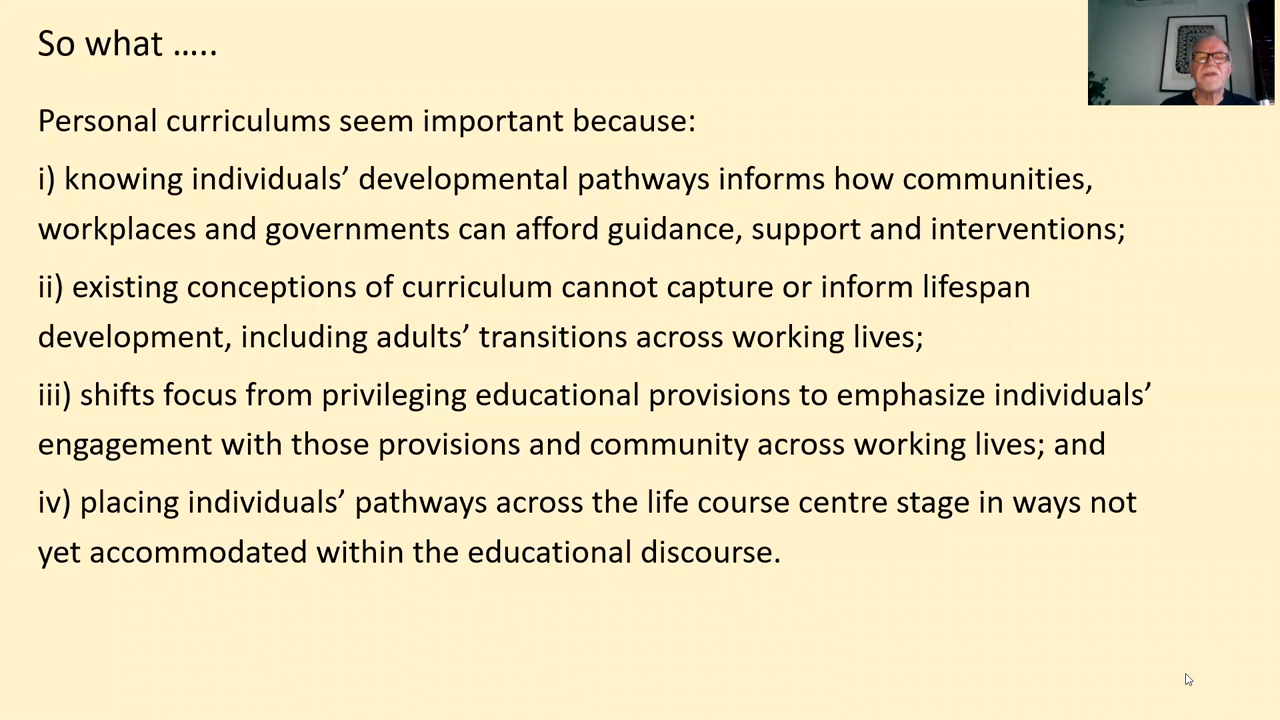 So what …..
Personal curriculums seem important because:
i) knowing individuals’ developmental pathways informs how communities,
workplaces and governments can afford guidance, support and interventions;
ii) existing conceptions of curriculum cannot capture or inform lifespan
development, including adults’ transitions across working lives;
iii) shifts focus from privileging educational provisions to emphasize individuals’
engagement with those provisions and community across working lives; and
iv) placing individuals’ pathways across the life course centre stage in ways not
yet accommodated within the educational discourse.